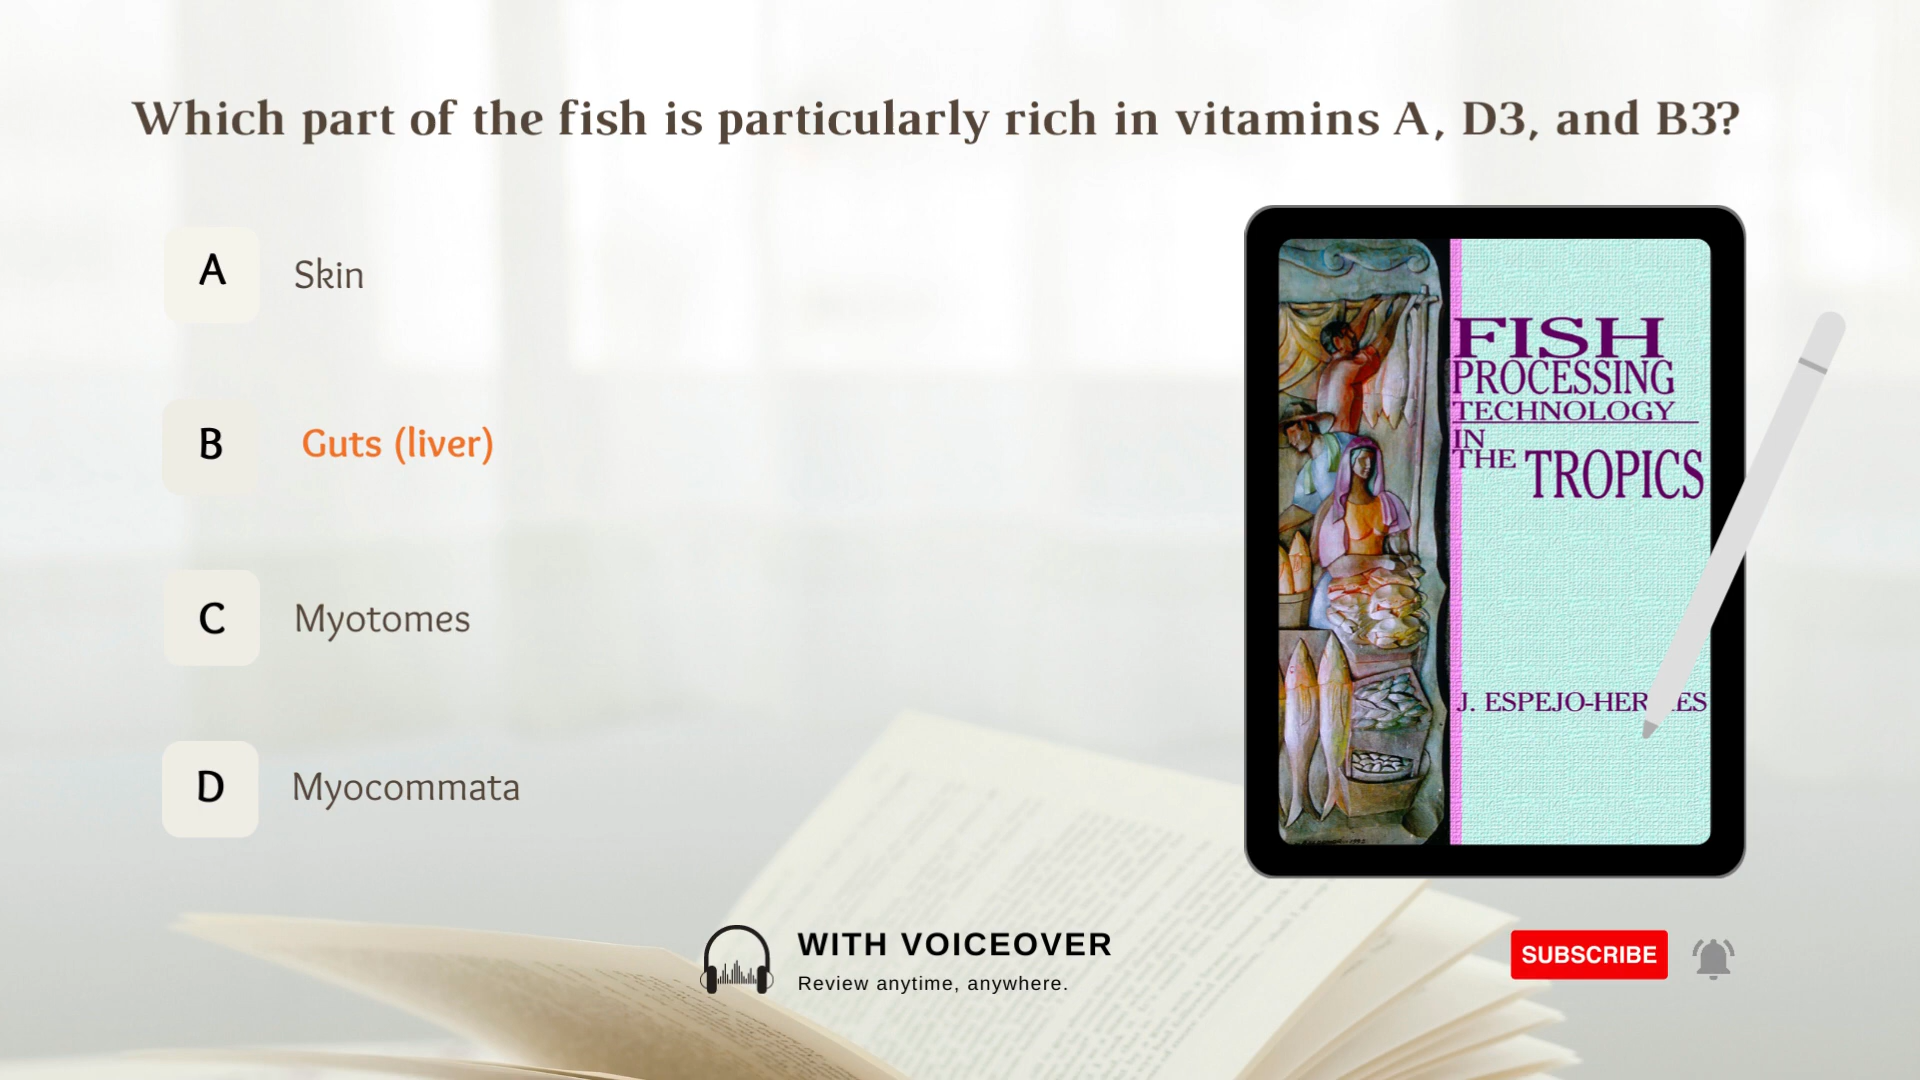 Which part of the fish is particularly rich in vitamins A, D3, and B3?
A Skin
B Guts (liver)
C Myotomes
D Myocommata
FISH
PROCESSING
TECHNOLOGY
IN
THE TROPICS
J.
WITH VOICEOVER
Review anytime, anywhere.
SUBSCRIBE